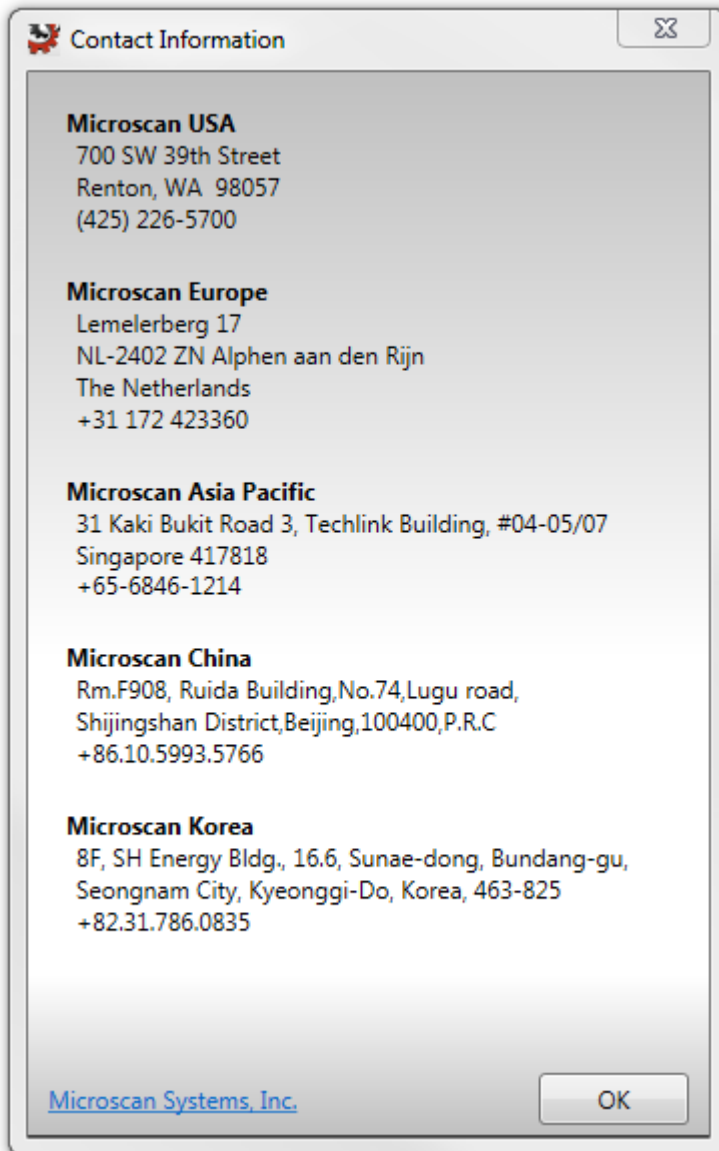 Contact Information
Microscan USA
700 SW 39th Street
Renton, WA  98057
(425) 226-5700
Microscan Europe
Lemelerberg 17
NL-2402 ZN Alphen aan den Rijn
The Netherlands
+31 172 423360
Microscan Asia Pacific
31 Kaki Bukit Road 3, Techlink Building, #04-05/07
Singapore 417818
+65-6846-1214
Microscan China
Rm.F908, Ruida Building,No.74,Lugu road,
Shijingshan District,Beijing,100400,P.R.C
+86.10.5993.5766
Microscan Korea
8F, SH Energy Bldg., 16.6, Sunae-dong, Bundang-gu,
Seongnam City, Kyeonggi-Do, Korea, 463-825
+82.31.786.0835
Microscan Systems, Inc.
OK